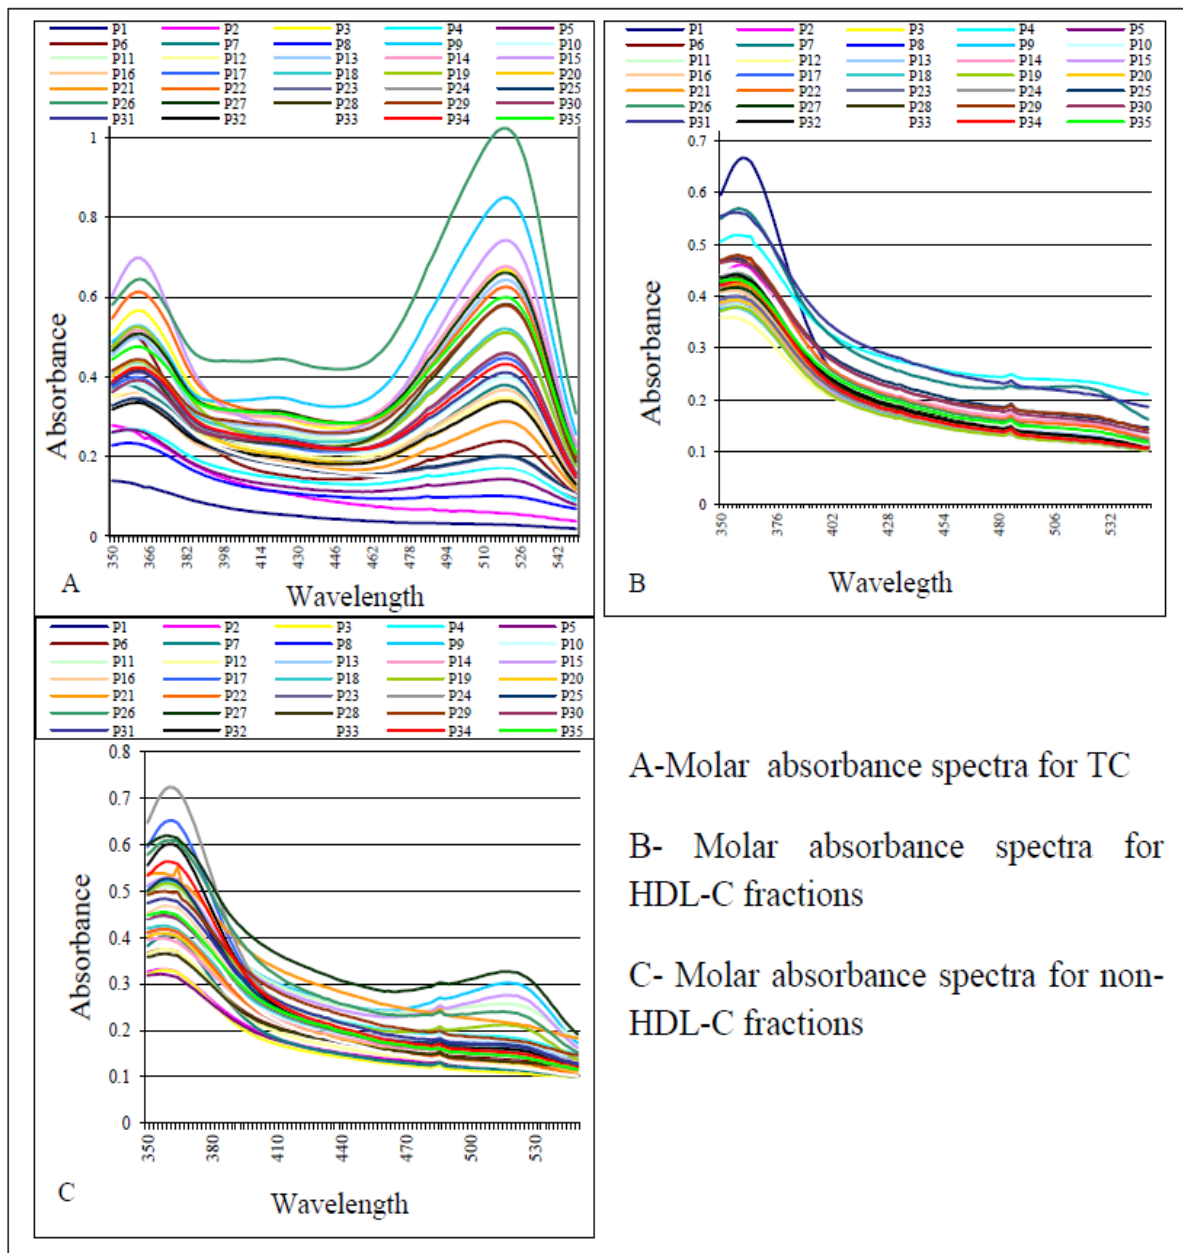 P1 P2 P3 P4 P5
P6 P7 P8 P9 P10
P11 P12 P13 P14 P15
P16 P17 P18 P19 P20
P21 P22 P23 P24 P25
P26 P27 P28 P29 P30
P31 P32 P33 P34 P35
1
0.8
0.6
0.4
0.2
0
Absorbance
350 366 382 398 414 430 446 462 478 494 510 526 542
A
Wavelength
P1 P2 P3 P4 P5
P6 P7 P8 P9 P10
P11 P12 P13 P14 P15
P16 P17 P18 P19 P20
P21 P22 P23 P24 P25
P26 P27 P28 P29 P30
P31 P32 P33 P34 P35
0.7
0.6
0.5
0.4
0.3
0.2
0.1
0
Absorbance
350 376 402 428 454 480 506 532
B
Wavelegth
P1 P2 P3 P4 P5
P6 P7 P8 P9 P10
P11 P12 P13 P14 P15
P16 P17 P18 P19 P20
P21 P22 P23 P24 P25
P26 P27 P28 P29 P30
P31 P32 P33 P34 P35
0.8
0.7
0.6
0.5
0.4
0.3
0.2
0.1
0
Absorbance
350 380 410 440 470 500 530
C
Wavelength
A-Molar absorbance spectra for TC
B- Molar absorbance spectra for
HDL-C fractions
C- Molar absorbance spectra for non-
HDL-C fractions